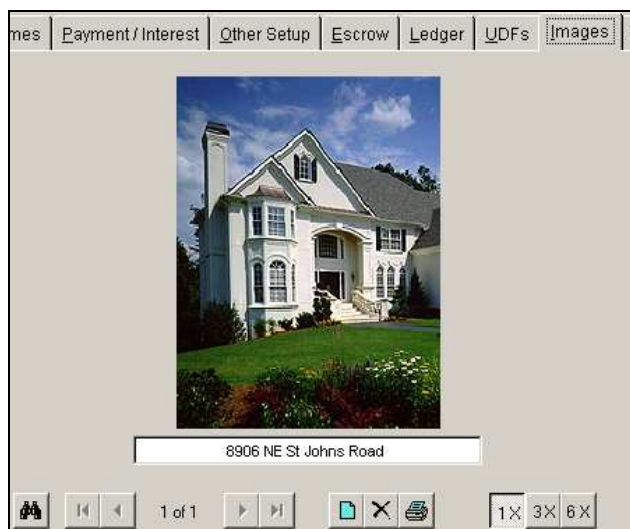 Payment / Interest Other Setup Escrow Ledger UDFs Images
8906 NE St Johns Road
1 of 1 1X 3X 6X